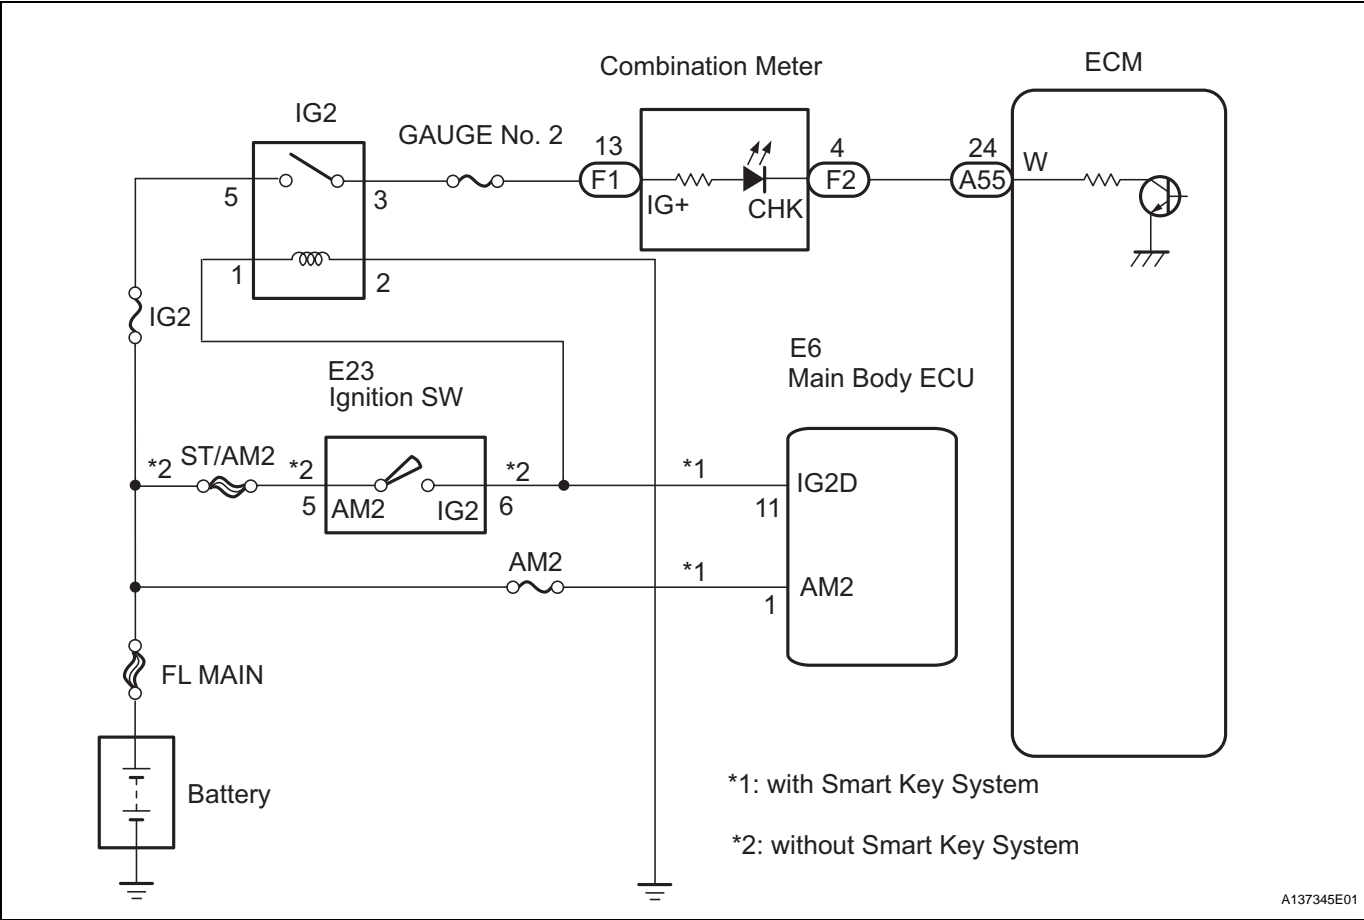 Combination Meter
ECM
IG2
GAUGE No. 2
13
F1
IG+
CHK
4
F2
24
A55
W
5
3
1
2
IG2
E23
Ignition SW
E6
Main Body ECU
*2
ST/AM2
*2
5
AM2
IG2
6
*2
*1
11
IG2D
AM2
*1
1
AM2
FL MAIN
Battery
*1: with Smart Key System
*2: without Smart Key System
A137345E01